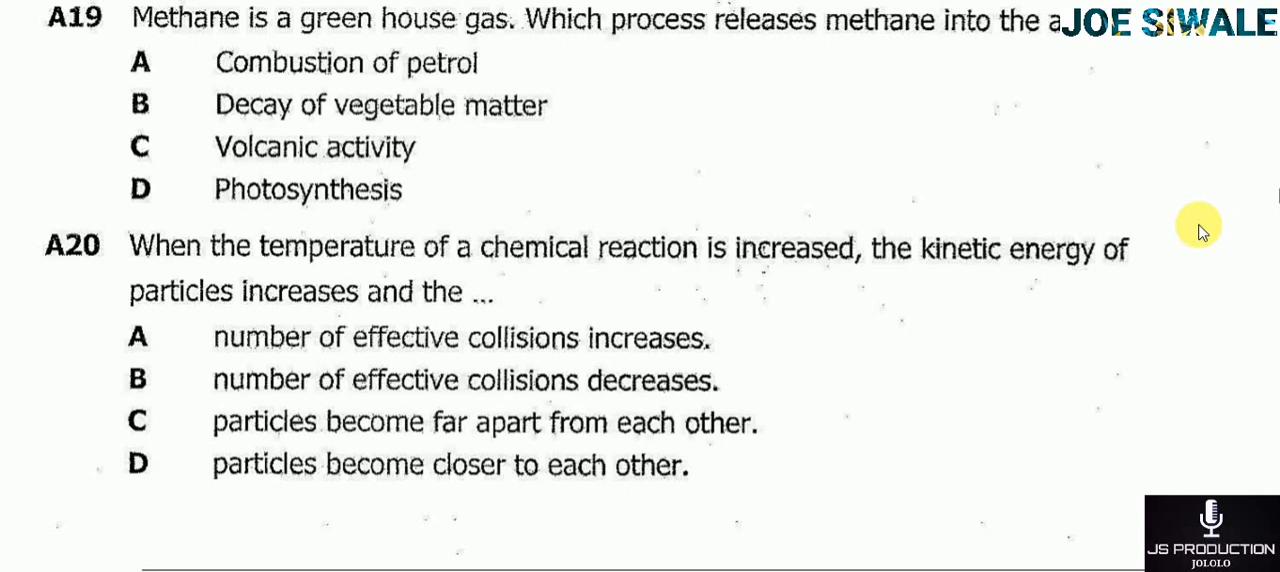 A19 Methane is a green house gas. Which process releases methane into the a
JOE SIWALE
A Combustion of petrol
B Decay of vegetable matter
C Volcanic activity
D Photosynthesis
A20 When the temperature of a chemical reaction is increased, the kinetic energy of
particles increases and the ...
A number of effective collisions increases.
B number of effective collisions decreases.
C particles become far apart from each other.
D particles become closer to each other.
JS PRODUCTION
JOLOLO